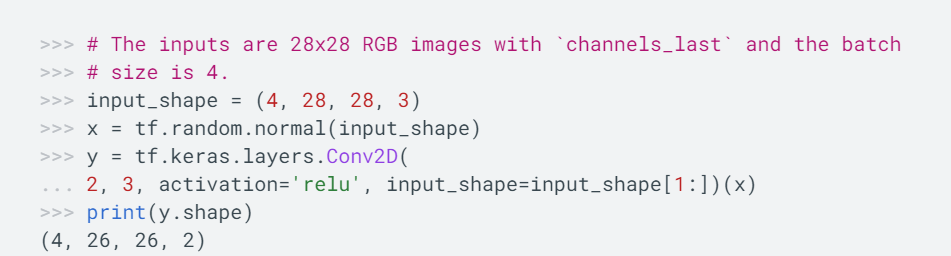 >>> # The inputs are 28x28 RGB images with `channels_last` and the batch
>>> # size is 4.
>>> input_shape = (4, 28, 28, 3)
>>> x = tf.random.normal(input_shape)
>>> y = tf.keras.layers.Conv2D(
... 2, 3, activation='relu', input_shape=input_shape[1:])(x)
>>> print(y.shape)
(4, 26, 26, 2)